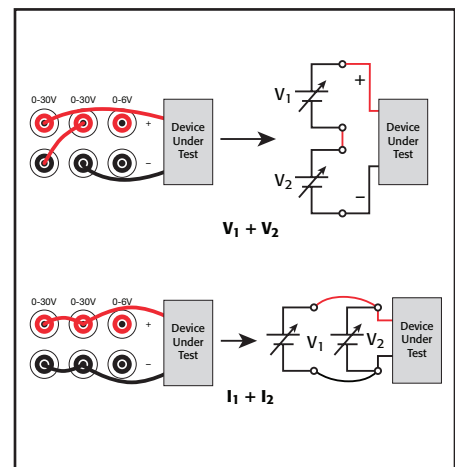 0-30V 0-30V 0-6V
+
Device
Under
Test
−
V1
+
Device
Under
Test
V2
−
V1 + V2
0-30V 0-30V 0-6V
+
Device
Under
Test
−
V1
V2
Device
Under
Test
I1 + I2